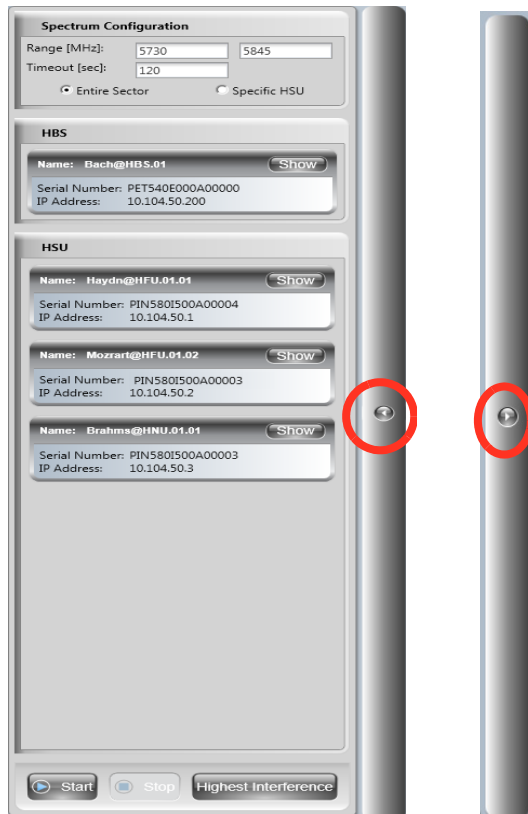 Spectrum Configuration
Range [MHz]: 5730 5845
Timeout [sec]: 120
Entire Sector Specific HSU
HBS
Name: Bach@HBS.01 Show
Serial Number: PET540E000A00000
IP Address: 10.104.50.200
HSU
Name: Haydn@HFU.01.01 Show
Serial Number: PIN580I500A00004
IP Address: 10.104.50.1
Name: Mozrart@HFU.01.02 Show
Serial Number: PIN580I500A00003
IP Address: 10.104.50.2
Name: Brahms@HNU.01.01 Show
Serial Number: PIN580I500A00003
IP Address: 10.104.50.3
Start Stop Highest Interference